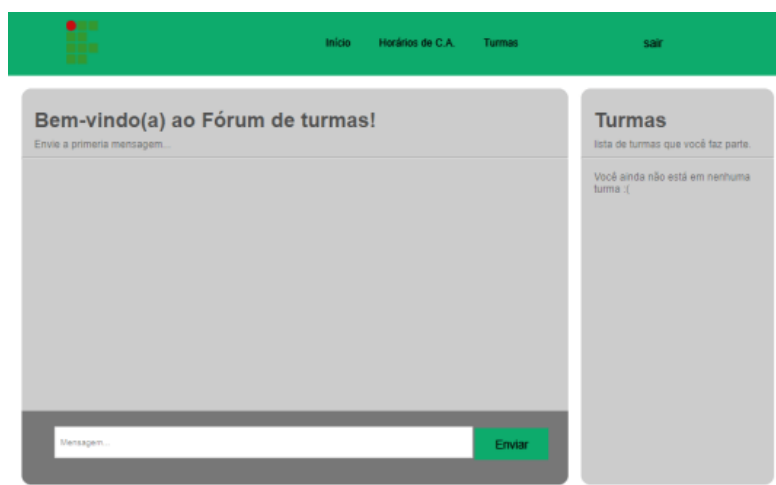 Início Horários de C.A. Turmas sair
Bem-vindo(a) ao Fórum de turmas!
Envie a primeria mensagem...
Mensagem...
Enviar
Turmas
lista de turmas que você faz parte.
Você ainda não está em nenhuma
turma :(